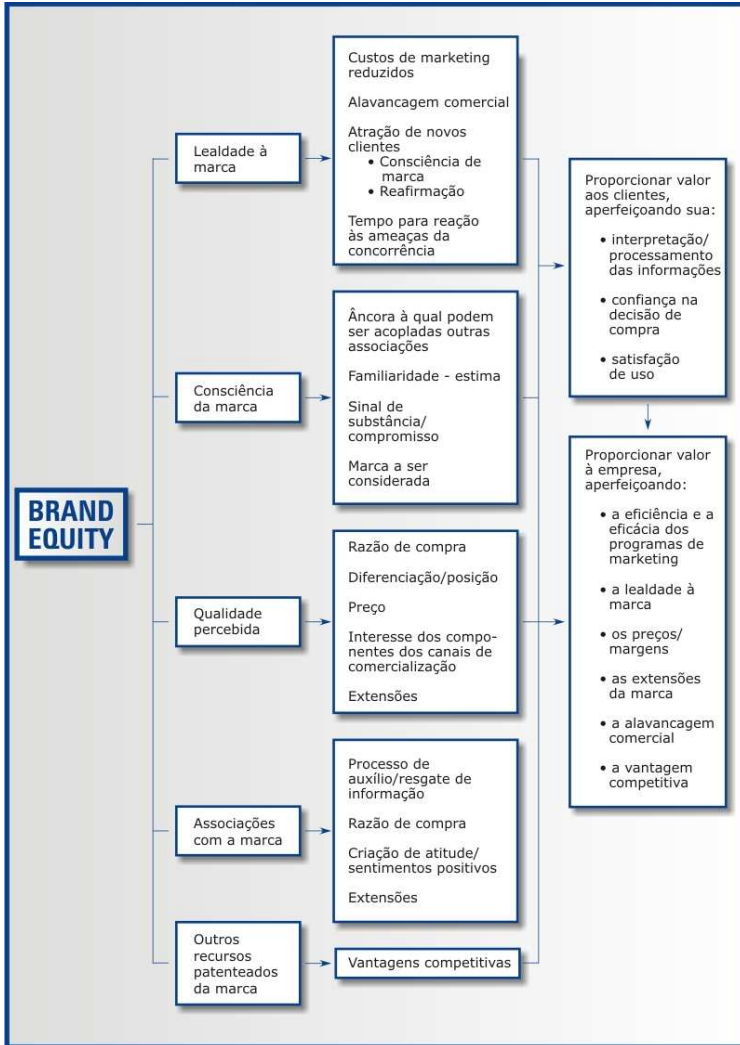 BRAND
EQUITY
Lealdade à
marca
Custos de marketing
reduzidos
Alavancagem comercial
Atração de novos
clientes
• Consciência de
marca
• Reafirmação
Tempo para reação
às ameaças da
concorrência
Consciência
da marca
Âncora à qual podem
ser acopladas outras
associações
Familiaridade - estima
Sinal de
substância/
compromisso
Marca a ser
considerada
Qualidade
percebida
Razão de compra
Diferenciação/posição
Preço
Interesse dos compo-
nentes dos canais de
comercialização
Extensões
Associações
com a marca
Processo de
auxílio/resgate de
informação
Razão de compra
Criação de atitude/
sentimentos positivos
Extensões
Outros
recursos
patenteados
da marca
Vantagens competitivas
Proporcionar valor
aos clientes,
aperfeiçoando sua:
• interpretação/
processamento
das informações
• confiança na
decisão de
compra
• satisfação
de uso
Proporcionar valor
à empresa,
aperfeiçoando:
• a eficiência e a
eficácia dos
programas de
marketing
• a lealdade à
marca
• os preços/
margens
• as extensões
da marca
• a alavancagem
comercial
• a vantagem
competitiva